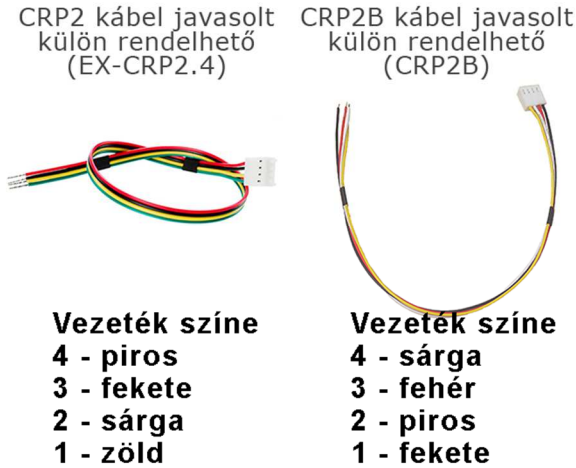 CRP2 kábel javasolt
külön rendelhető
(EX-CRP2.4)
Vezeték színe
4 - piros
3 - fekete
2 - sárga
1 - zöld
CRP2B kábel javasolt
külön rendelhető
(CRP2B)
Vezeték színe
4 - sárga
3 - fehér
2 - piros
1 - fekete